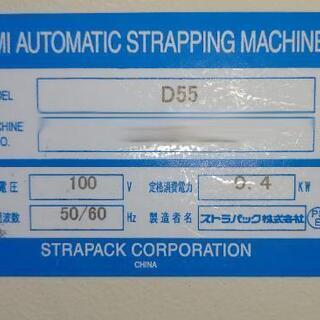 MI AUTOMATIC STRAPPING MACHINE
DEL D55
CHINE
O.
電圧 100 V 定格消費電力 0.4 KW
波数 50/60 Hz 製造者名 ストラパック株式会社
STRAPACK CORPORATION
CHINA